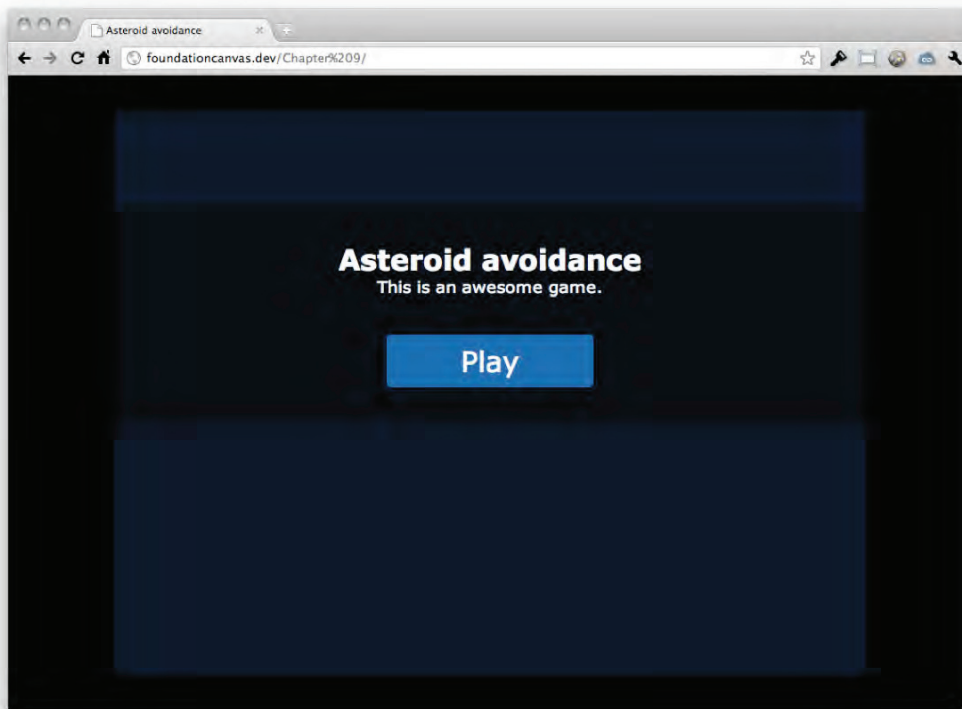 Asteroid avoidance
foundationcanvas.dev/Chapter%209/
Asteroid avoidance
This is an awesome game.
Play